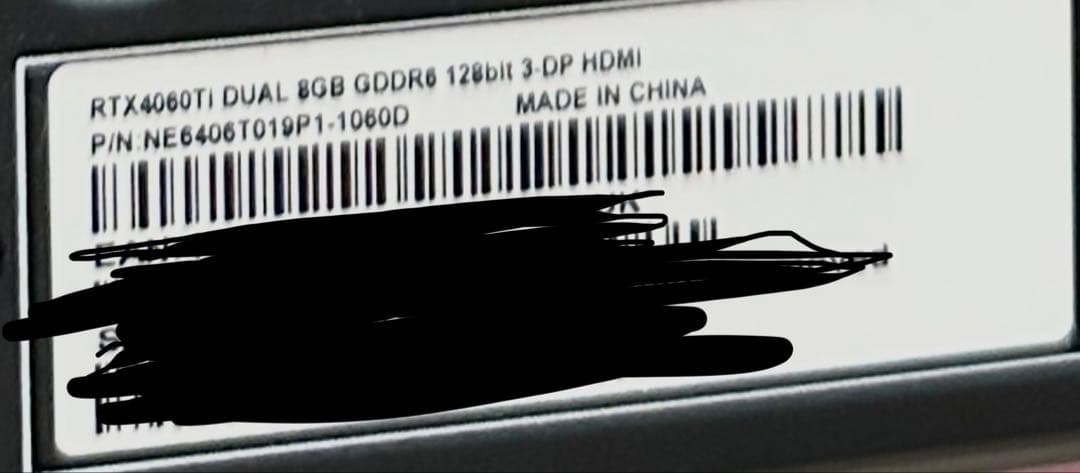 RTX4060Ti DUAL 8GB GDDR6 128bit 3-DP HDMI
P/N:NE6406T019P1-1060D MADE IN CHINA